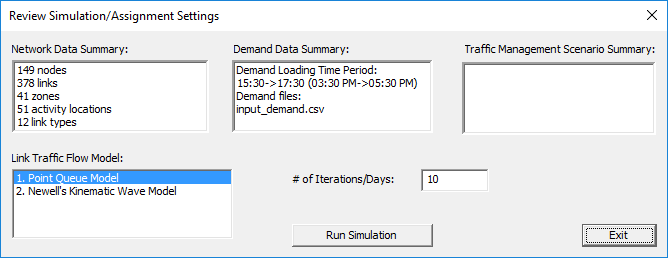 Review Simulation/Assignment Settings
Network Data Summary:
149 nodes
378 links
41 zones
51 activity locations
12 link types
Demand Data Summary:
Demand Loading Time Period:
15:30->17:30 (03:30 PM->05:30 PM)
Demand files:
input_demand.csv
Traffic Management Scenario Summary:
Link Traffic Flow Model:
1. Point Queue Model
2. Newell's Kinematic Wave Model
# of Iterations/Days:
10
Run Simulation
Exit